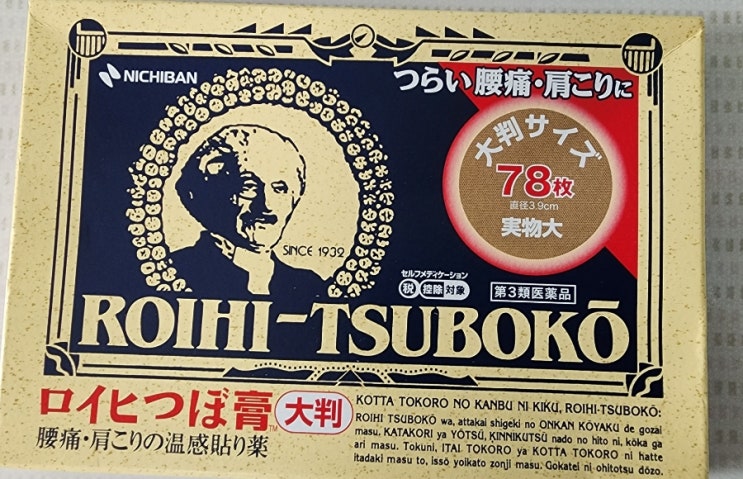 NICHIBAN
つらい腰痛・肩こりに
大判サイズ
78枚
直径3.9cm
実物大
SINCE 1932
セルフメディケーション
税 控除 対象
第3類医薬品
ROIHI-TSUBOKŌ
ロイヒつぼ膏™ 大判
腰痛・肩こりの温感貼り薬
KOTTA TOKORO NO KANBU NI KIKU, ROIHI-TSUBOKŌ:
ROIHI TSUBOKŌ wa, attakai shigeki no ONKAN KŌYAKU de gozai
masu. KATAKORI ya YŌTSŪ, KINNIKUTSŪ nado no hito ni, kōka ga
ari masu. Tokuni, ITAI TOKORO ya KOTTA TOKORO ni hatte
itadaki masu to, issō yoikato zonji masu. Gokatei ni ohitotsu dōzo.